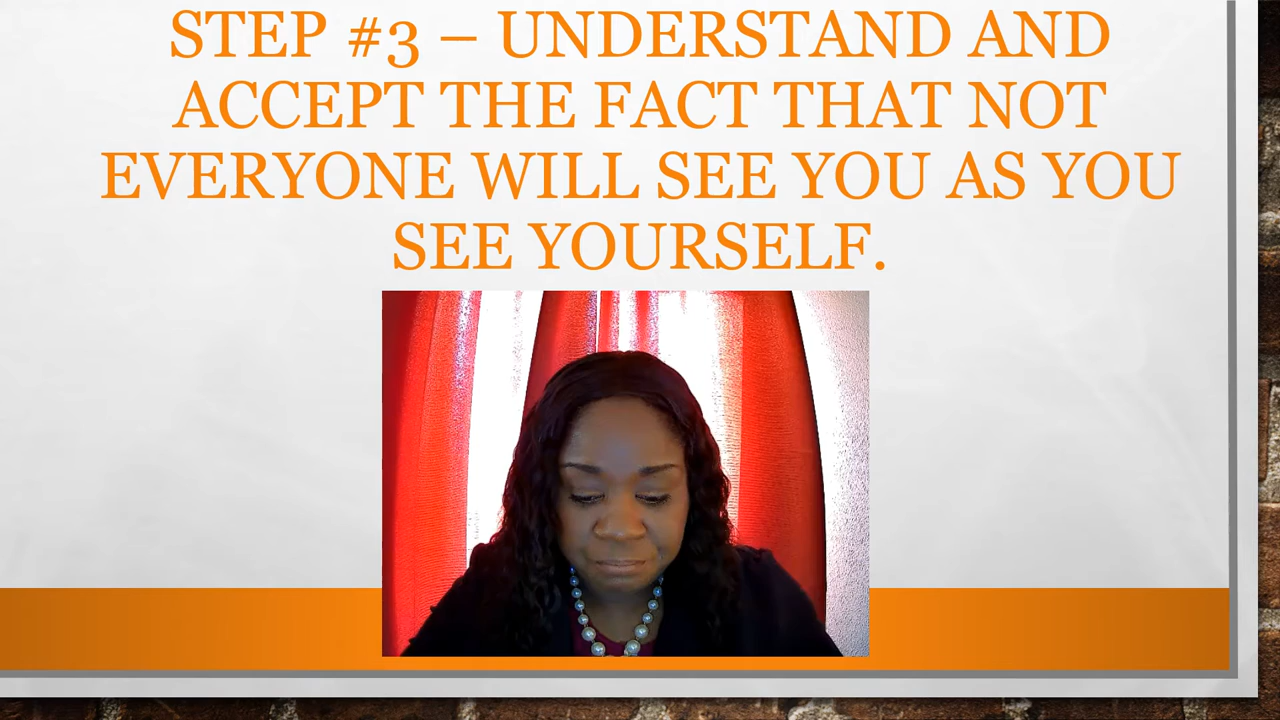 STEP #3 – UNDERSTAND AND
ACCEPT THE FACT THAT NOT
EVERYONE WILL SEE YOU AS YOU
SEE YOURSELF.